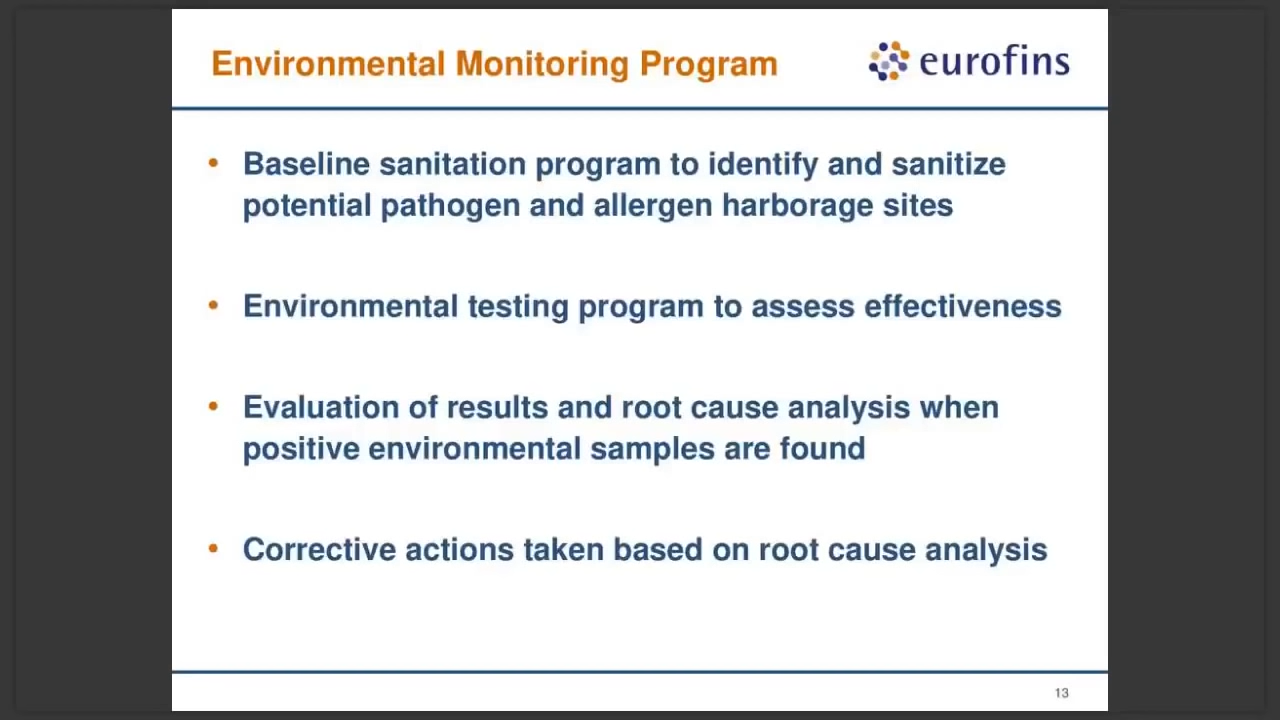 Environmental Monitoring Program
eurofins
• Baseline sanitation program to identify and sanitize
potential pathogen and allergen harborage sites
• Environmental testing program to assess effectiveness
• Evaluation of results and root cause analysis when
positive environmental samples are found
• Corrective actions taken based on root cause analysis
13